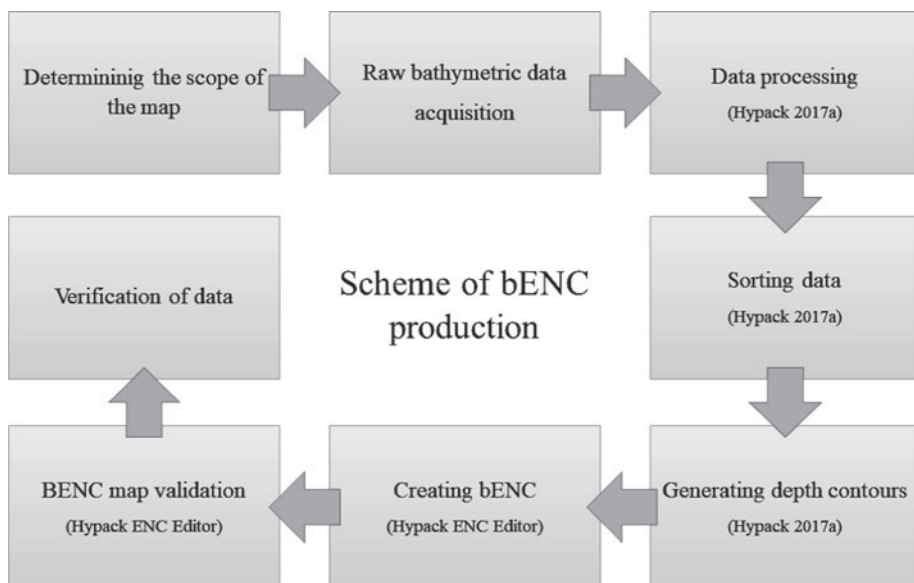 Determininig the scope of
the map
Raw bathymetric data
acquisition
Data processing
(Hypack 2017a)
Sorting data
(Hypack 2017a)
Generating depth contours
(Hypack 2017a)
Creating bENC
(Hypack ENC Editor)
BENC map validation
(Hypack ENC Editor)
Verification of data
Scheme of bENC
production